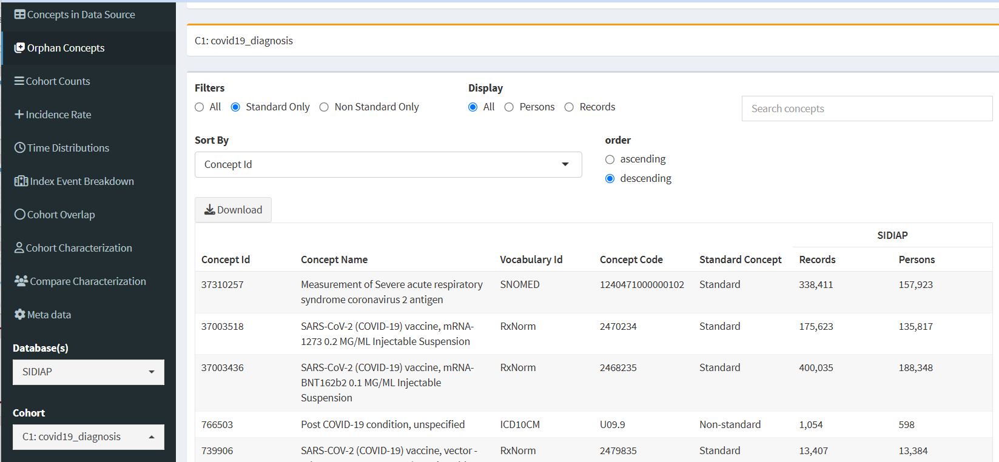 Concepts in Data Source
Orphan Concepts
Cohort Counts
Incidence Rate
Time Distributions
Index Event Breakdown
Cohort Overlap
Cohort Characterization
Compare Characterization
Meta data
Database(s)
SIDIAP
Cohort
C1: covid19_diagnosis
C1: covid19_diagnosis
Filters
All Standard Only Non Standard Only
Display
All Persons Records
Search concepts
Sort By
Concept Id
order
ascending
descending
Download
SIDIAP
Concept Id Concept Name Vocabulary Id Concept Code Standard Concept Records Persons
37310257 Measurement of Severe acute respiratory SNOMED 1240471000000102 Standard 338,411 157,923
syndrome coronavirus 2 antigen
37003518 SARS-CoV-2 (COVID-19) vaccine, mRNA- RxNorm 2470234 Standard 175,623 135,817
1273 0.2 MG/ML Injectable Suspension
37003436 SARS-CoV-2 (COVID-19) vaccine, mRNA- RxNorm 2468235 Standard 400,035 188,348
BNT162b2 0.1 MG/ML Injectable
Suspension
766503 Post COVID-19 condition, unspecified ICD10CM U09.9 Non-standard 1,054 598
739906 SARS-COV-2 (COVID-19) vaccine, vector - RxNorm 2479835 Standard 13,407 13,384